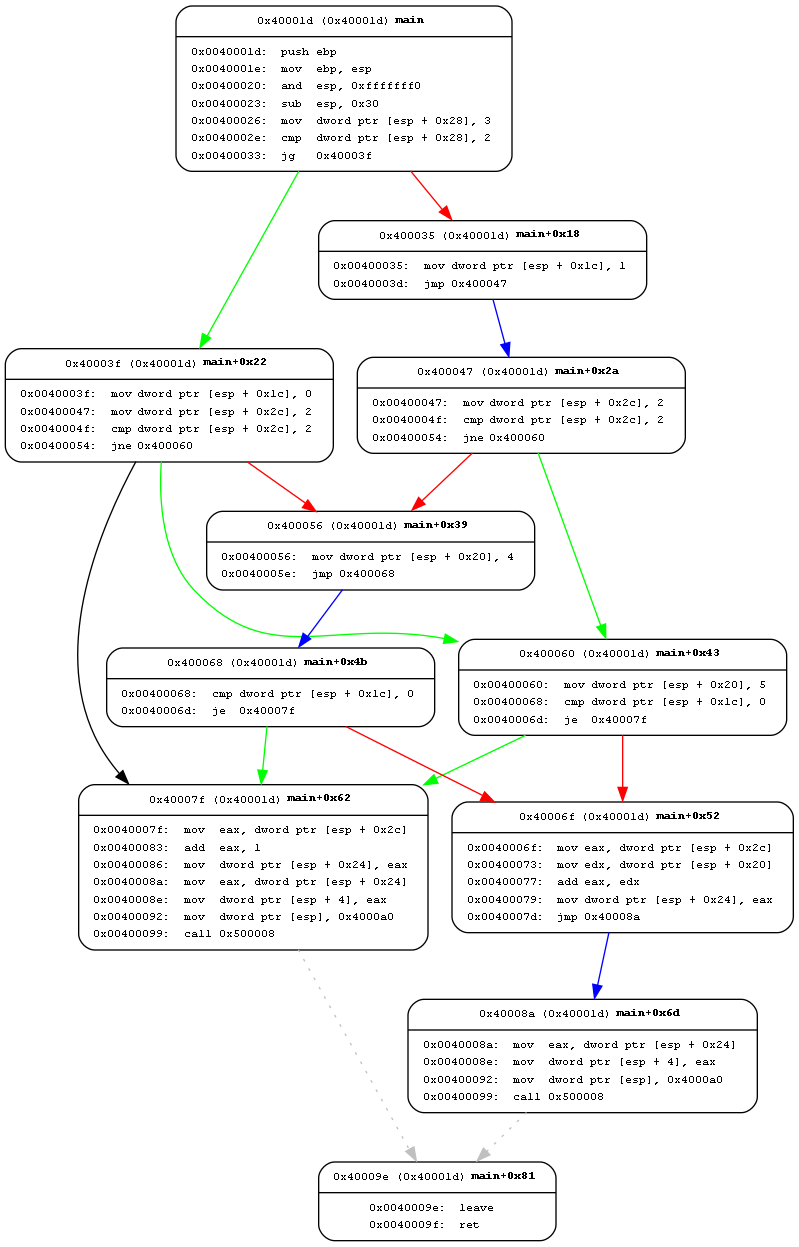 0x40001d (0x40001d) main
0x0040001d: push ebp
0x0040001e: mov ebp, esp
0x00400020: and esp, 0xfffffff0
0x00400023: sub esp, 0x30
0x00400026: mov dword ptr [esp + 0x28], 3
0x0040002e: cmp dword ptr [esp + 0x28], 2
0x00400033: jg 0x40003f
0x400035 (0x40001d) main+0x18
0x00400035: mov dword ptr [esp + 0x1c], 1
0x0040003d: jmp 0x400047
0x40003f (0x40001d) main+0x22
0x0040003f: mov dword ptr [esp + 0x1c], 0
0x00400047: mov dword ptr [esp + 0x2c], 2
0x0040004f: cmp dword ptr [esp + 0x2c], 2
0x00400054: jne 0x400060
0x400047 (0x40001d) main+0x2a
0x00400047: mov dword ptr [esp + 0x2c], 2
0x0040004f: cmp dword ptr [esp + 0x2c], 2
0x00400054: jne 0x400060
0x400056 (0x40001d) main+0x39
0x00400056: mov dword ptr [esp + 0x20], 4
0x0040005e: jmp 0x400068
0x400068 (0x40001d) main+0x4b
0x00400068: cmp dword ptr [esp + 0x1c], 0
0x0040006d: je 0x40007f
0x400060 (0x40001d) main+0x43
0x00400060: mov dword ptr [esp + 0x20], 5
0x00400068: cmp dword ptr [esp + 0x1c], 0
0x0040006d: je 0x40007f
0x40007f (0x40001d) main+0x62
0x0040007f: mov eax, dword ptr [esp + 0x2c]
0x00400083: add eax, 1
0x00400086: mov dword ptr [esp + 0x24], eax
0x0040008a: mov eax, dword ptr [esp + 0x24]
0x0040008e: mov dword ptr [esp + 4], eax
0x00400092: mov dword ptr [esp], 0x4000a0
0x00400099: call 0x500008
0x40006f (0x40001d) main+0x52
0x0040006f: mov eax, dword ptr [esp + 0x2c]
0x00400073: mov edx, dword ptr [esp + 0x20]
0x00400077: add eax, edx
0x00400079: mov dword ptr [esp + 0x24], eax
0x0040007d: jmp 0x40008a
0x40008a (0x40001d) main+0x6d
0x0040008a: mov eax, dword ptr [esp + 0x24]
0x0040008e: mov dword ptr [esp + 4], eax
0x00400092: mov dword ptr [esp], 0x4000a0
0x00400099: call 0x500008
0x40009e (0x40001d) main+0x81
0x0040009e: leave
0x0040009f: ret